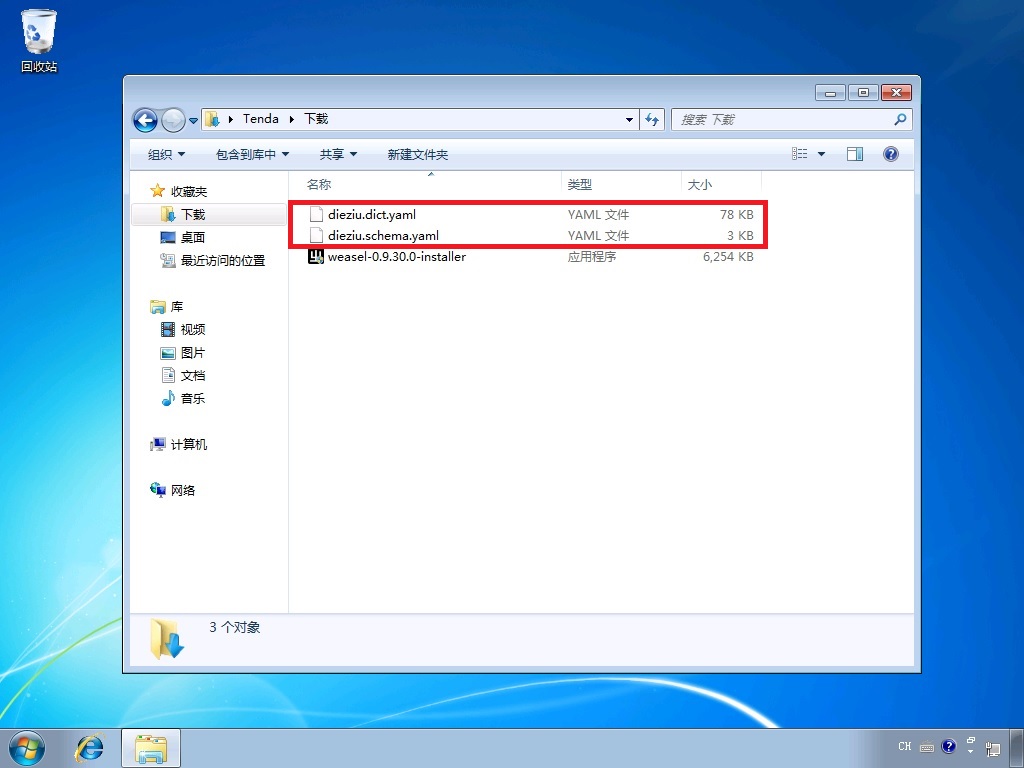 回收站
Tenda 下载
搜索 下载
组织 包含到库中 共享 新建文件夹
收藏夹
下载
桌面
最近访问的位置
库
视频
图片
文档
音乐
计算机
网络
名称 类型 大小
dieziu.dict.yaml YAML 文件 78 KB
dieziu.schema.yaml YAML 文件 3 KB
weasel-0.9.30.0-installer 应用程序 6,254 KB
3 个对象
CH